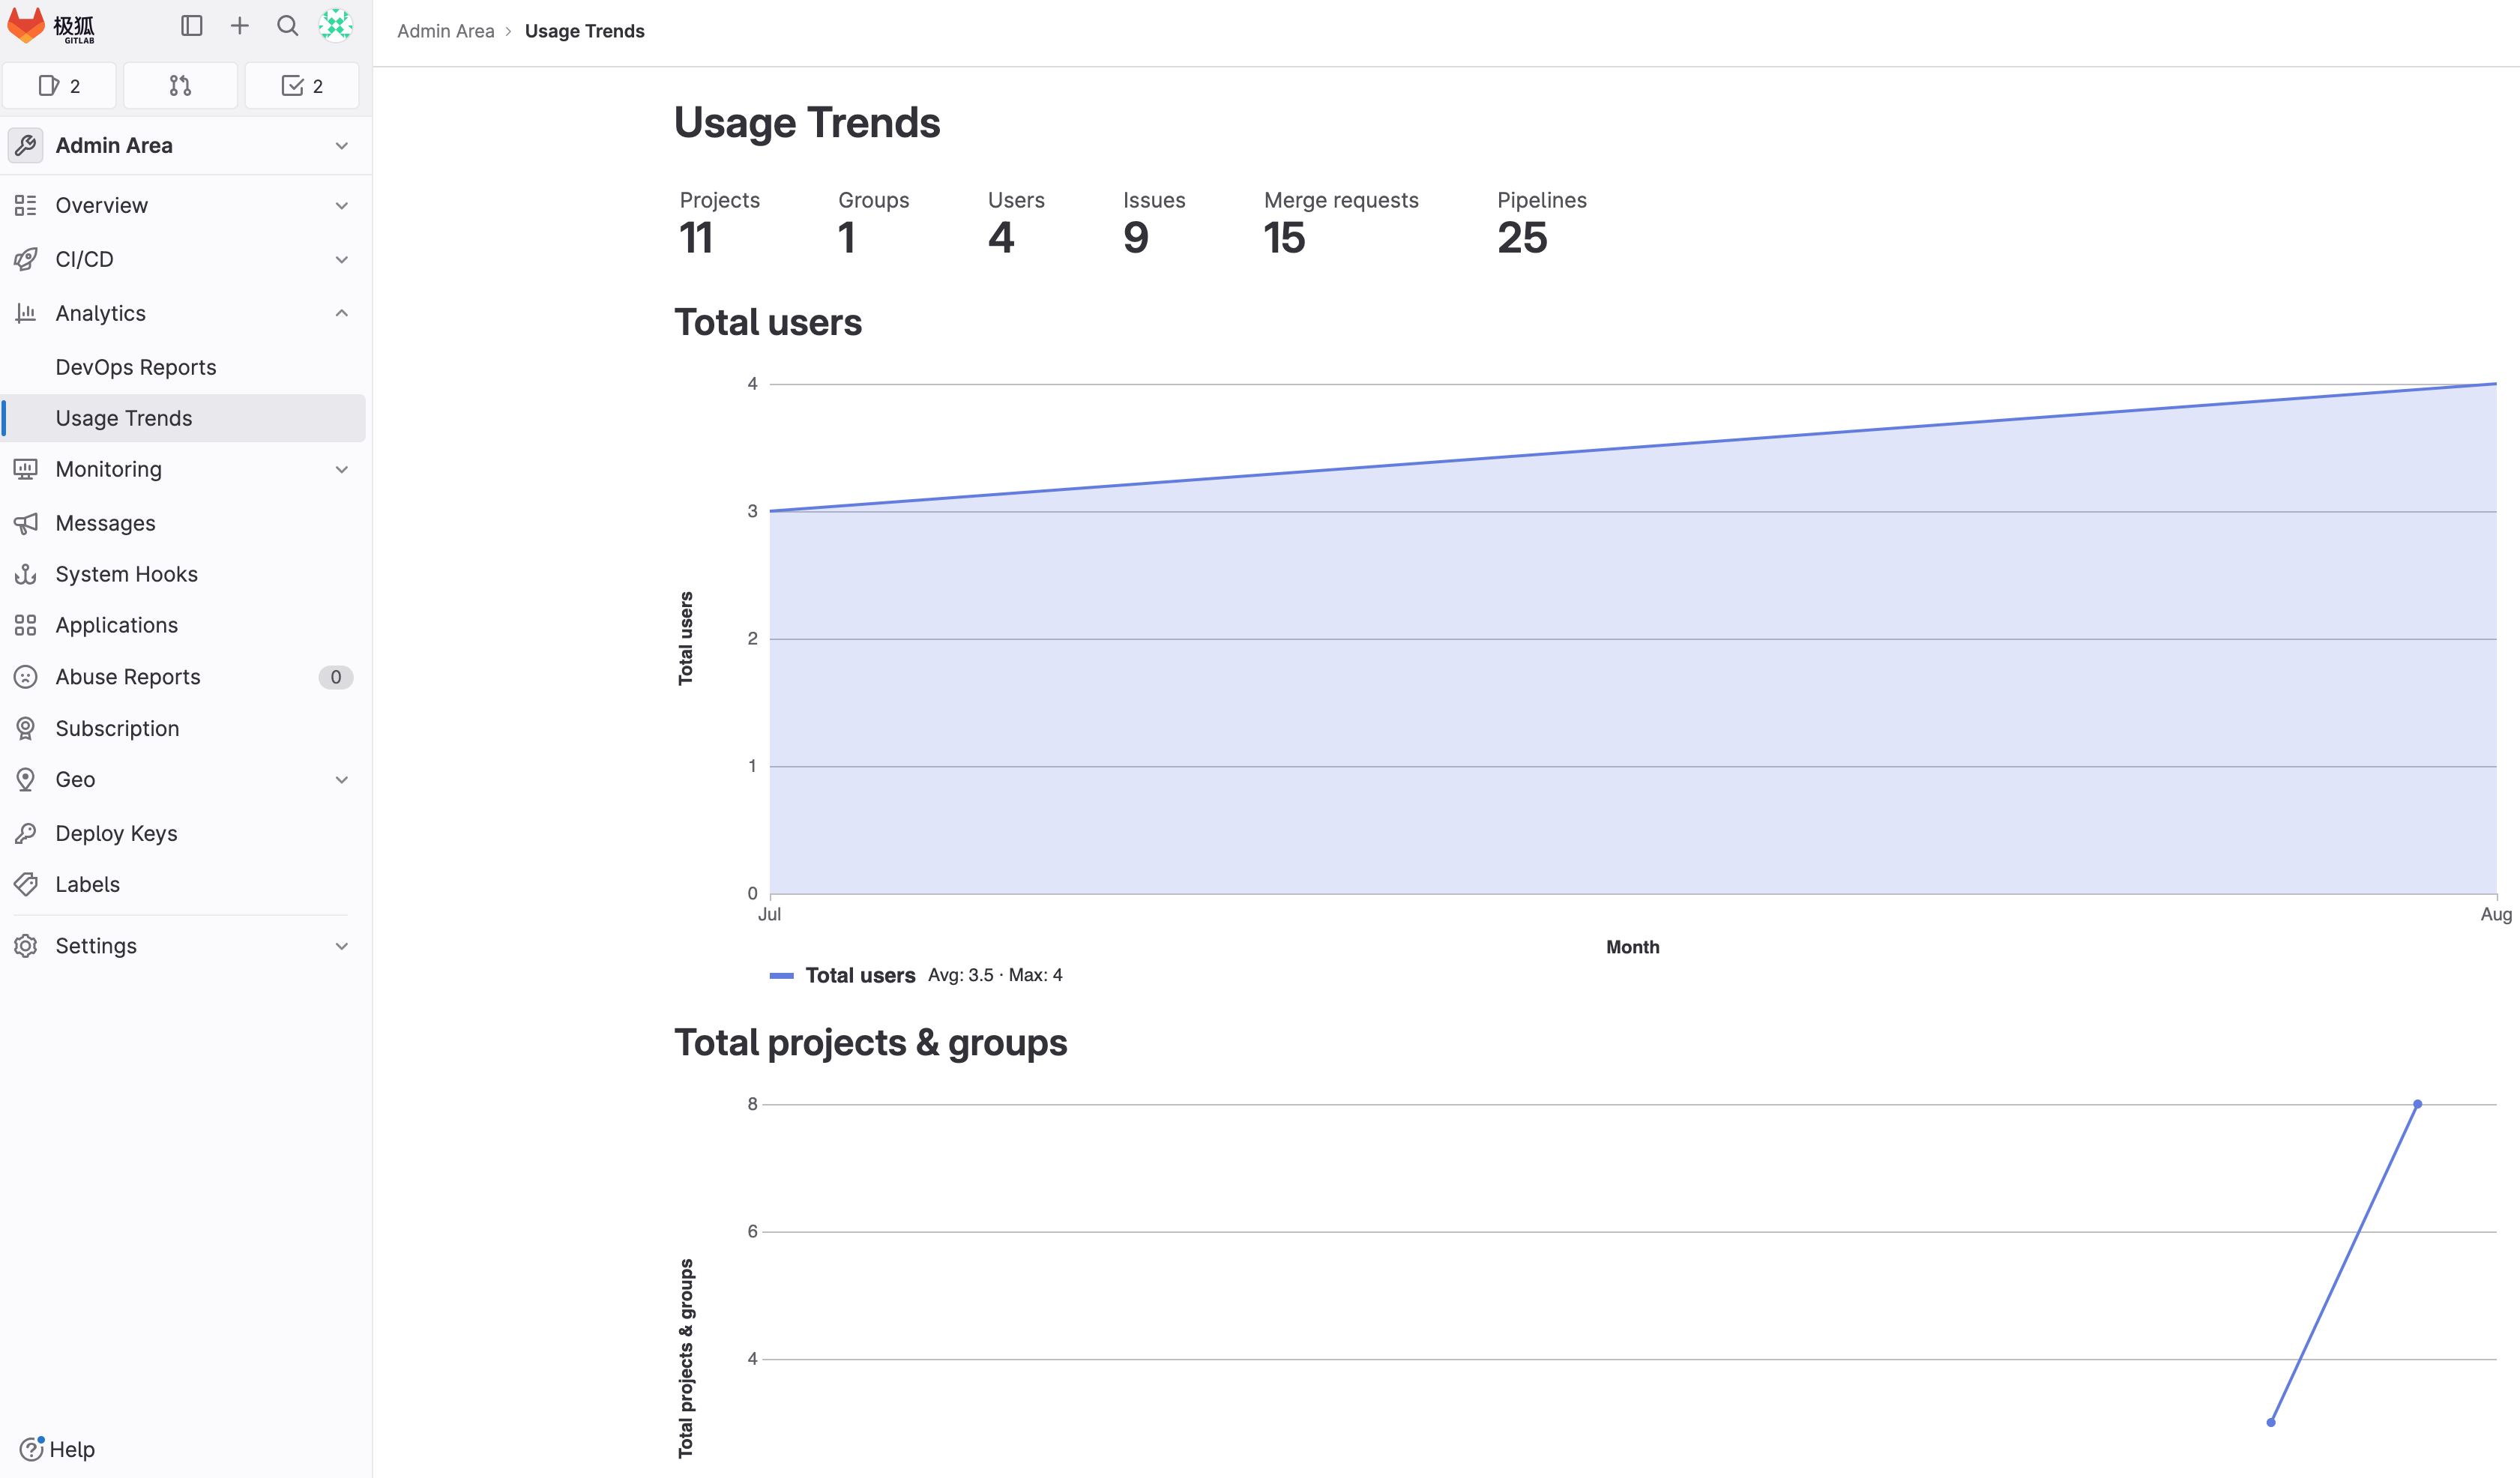 极狐
GITLAB
2
2
Admin Area
Overview
CI/CD
Analytics
DevOps Reports
Usage Trends
Monitoring
Messages
System Hooks
Applications
Abuse Reports 0
Subscription
Geo
Deploy Keys
Labels
Settings
Help
Admin Area › Usage Trends
Usage Trends
Projects Groups Users Issues Merge requests Pipelines
11 1 4 9 15 25
Total users
4
3
2
1
0
Total users
Jul Aug
Month
Total users Avg: 3.5 · Max: 4
Total projects & groups
8
6
4
Total projects & groups